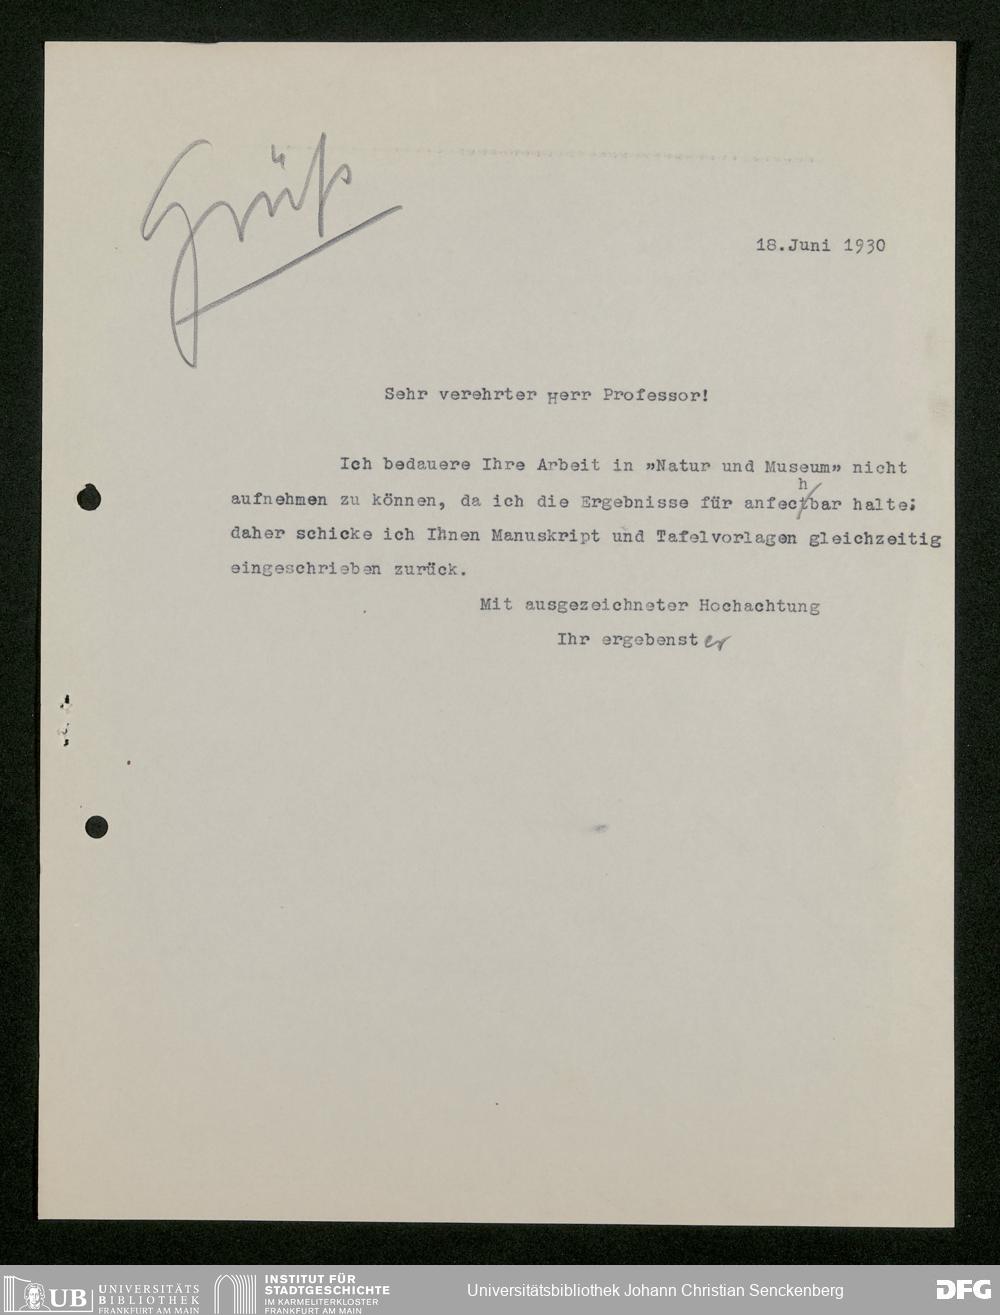 Grüß
18.Juni 1930
Sehr verehrter Herr Professor!
Ich bedauere Ihre Arbeit in »Natur und Museum» nicht
h
aufnehmen zu können, da ich die Ergebnisse für anfectbar halte;
daher schicke ich Ihnen Manuskript und Tafelvorlagen gleichzeitig
eingeschrieben zurück.
Mit ausgezeichneter Hochachtung
Ihr ergebenster
UB UNIVERSITÄTS
BIBLIOTHEK
FRANKFURT AM MAIN
INSTITUT FÜR
STADTGESCHICHTE
IM KARMELITERKLOSTER
FRANKFURT AM MAIN
Universitätsbibliothek Johann Christian Senckenberg
DFG